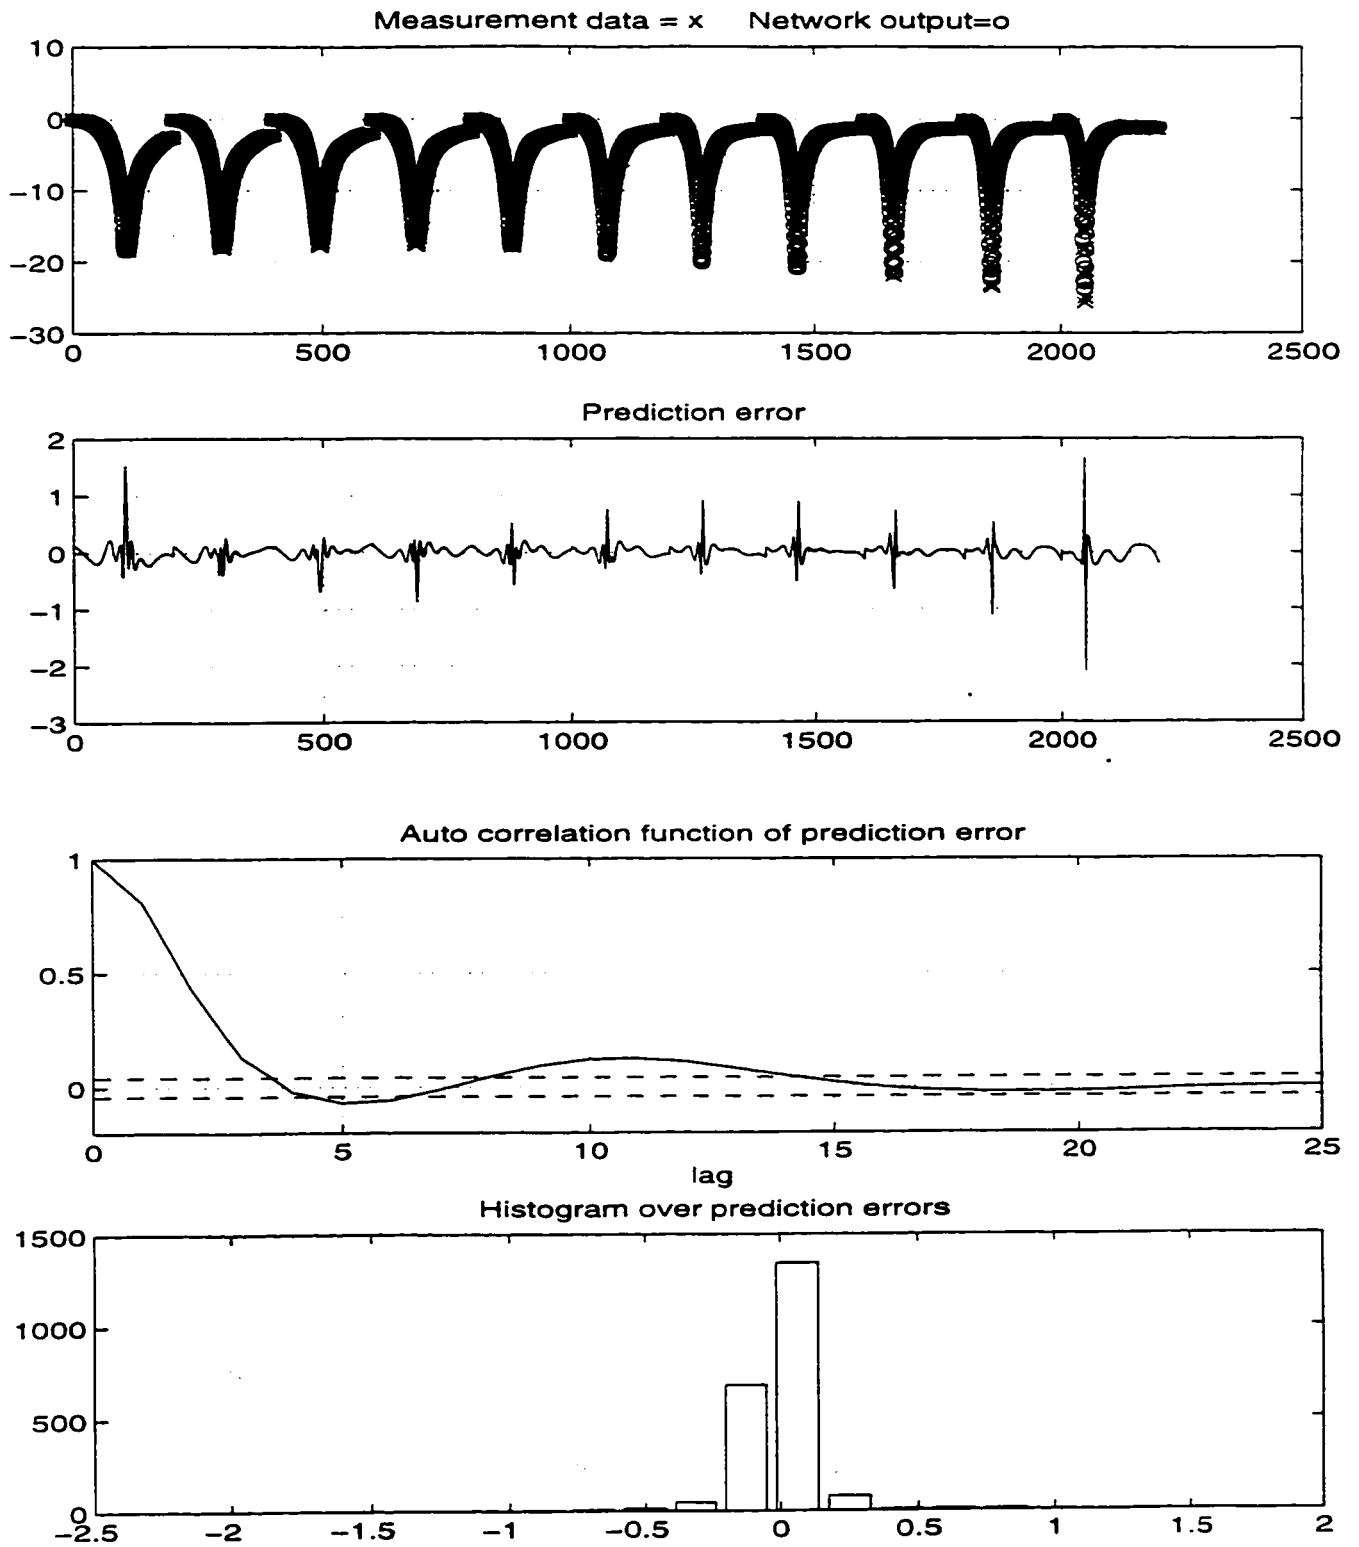 Measurement data = x Network output=o
10
0
−10
−20
−30
0 500 1000 1500 2000 2500
Prediction error
2
1
0
−1
−2
−3
0 500 1000 1500 2000 2500
Auto correlation function of prediction error
1
0.5
0
0 5 10 15 20 25
lag
Histogram over prediction errors
1500
1000
500
0
−2.5 −2 −1.5 −1 −0.5 0 0.5 1 1.5 2